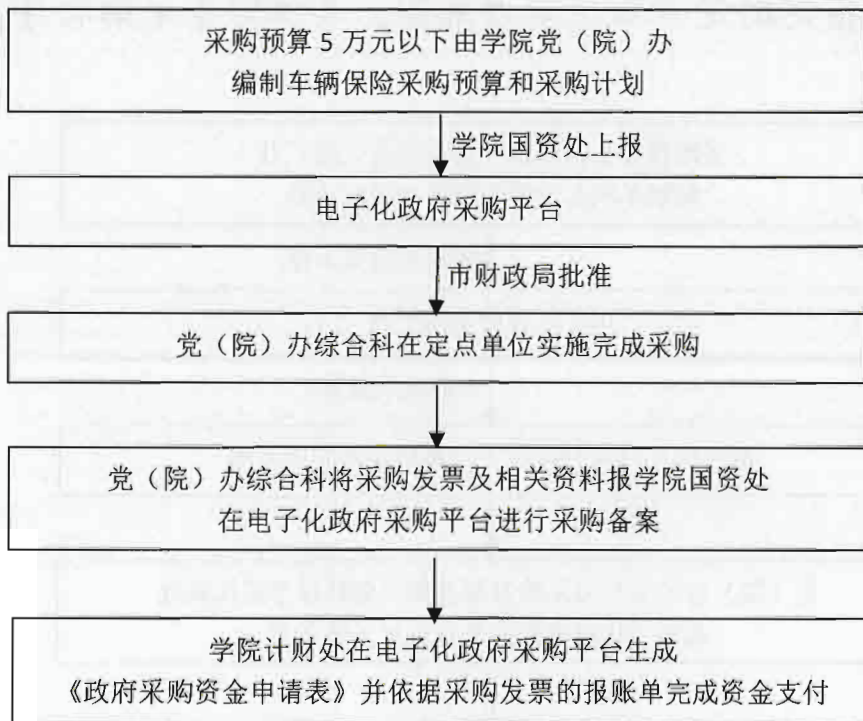 采购预算 5 万元以下由学院党（院）办
编制车辆保险采购预算和采购计划
学院国资处上报
电子化政府采购平台
市财政局批准
党（院）办综合科在定点单位实施完成采购
党（院）办综合科将采购发票及相关资料报学院国资处
在电子化政府采购平台进行采购备案
学院计财处在电子化政府采购平台生成
《政府采购资金申请表》并依据采购发票的报账单完成资金支付